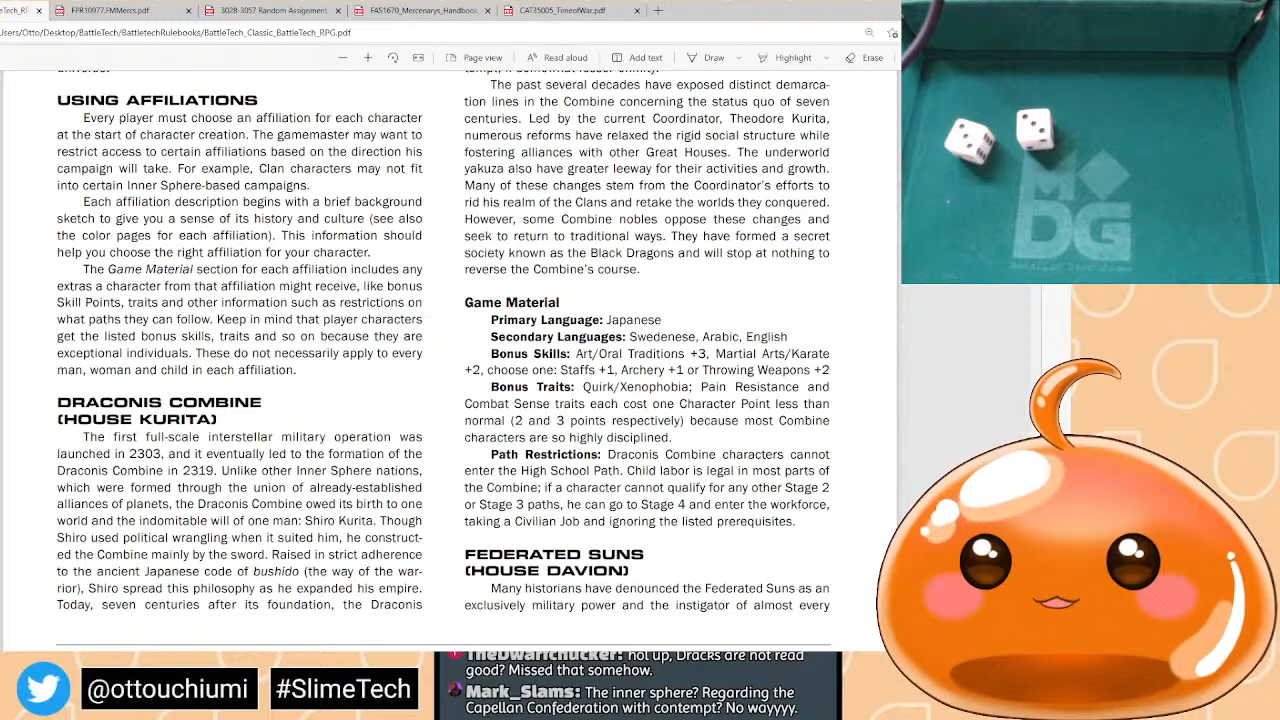 ech_RP
FPR10977.FMMercs.pdf
3028-3057 Random Assignment
FAS1670_Mercenarys_Handbook
CAT35005_TimeofWar.pdf
Users/Otto/Desktop/BattleTech/BattletechRulebooks/BattleTech_Classic_BattleTech_RPG.pdf
Page view
Read aloud
Add text
Draw
Highlight
Erase
universe.
USING AFFILIATIONS
Every player must choose an affiliation for each character
at the start of character creation. The gamemaster may want to
restrict access to certain affiliations based on the direction his
campaign will take. For example, Clan characters may not fit
into certain Inner Sphere-based campaigns.
Each affiliation description begins with a brief background
sketch to give you a sense of its history and culture (see also
the color pages for each affiliation). This information should
help you choose the right affiliation for your character.
The Game Material section for each affiliation includes any
extras a character from that affiliation might receive, like bonus
Skill Points, traits and other information such as restrictions on
what paths they can follow. Keep in mind that player characters
get the listed bonus skills, traits and so on because they are
exceptional individuals. These do not necessarily apply to every
man, woman and child in each affiliation.
DRACONIS COMBINE
(HOUSE KURITA)
The first full-scale interstellar military operation was
launched in 2303, and it eventually led to the formation of the
Draconis Combine in 2319. Unlike other Inner Sphere nations,
which were formed through the union of already-established
alliances of planets, the Draconis Combine owed its birth to one
world and the indomitable will of one man: Shiro Kurita. Though
Shiro used political wrangling when it suited him, he construct-
ed the Combine mainly by the sword. Raised in strict adherence
to the ancient Japanese code of bushido (the way of the war-
rior), Shiro spread this philosophy as he expanded his empire.
Today, seven centuries after its foundation, the Draconis
tempt, if somewhat lesser enmity.
The past several decades have exposed distinct demarca-
tion lines in the Combine concerning the status quo of seven
centuries. Led by the current Coordinator, Theodore Kurita,
numerous reforms have relaxed the rigid social structure while
fostering alliances with other Great Houses. The underworld
yakuza also have greater leeway for their activities and growth.
Many of these changes stem from the Coordinator's efforts to
rid his realm of the Clans and retake the worlds they conquered.
However, some Combine nobles oppose these changes and
seek to return to traditional ways. They have formed a secret
society known as the Black Dragons and will stop at nothing to
reverse the Combine's course.
Game Material
Primary Language: Japanese
Secondary Languages: Swedenese, Arabic, English
Bonus Skills: Art/Oral Traditions +3, Martial Arts/Karate
+2, choose one: Staffs +1, Archery +1 or Throwing Weapons +2
Bonus Traits: Quirk/Xenophobia; Pain Resistance and
Combat Sense traits each cost one Character Point less than
normal (2 and 3 points respectively) because most Combine
characters are so highly disciplined.
Path Restrictions: Draconis Combine characters cannot
enter the High School Path. Child labor is legal in most parts of
the Combine; if a character cannot qualify for any other Stage 2
or Stage 3 paths, he can go to Stage 4 and enter the workforce,
taking a Civilian Job and ignoring the listed prerequisites.
FEDERATED SUNS
(HOUSE DAVION)
Many historians have denounced the Federated Suns as an
exclusively military power and the instigator of almost every
M
DG
@ottouchiumi
#SlimeTech
TheDwarfchucker: hol up, Dracks are not read
good? Missed that somehow.
Mark_Slams: The inner sphere? Regarding the
Capellan Confederation with contempt? No wayyyy.